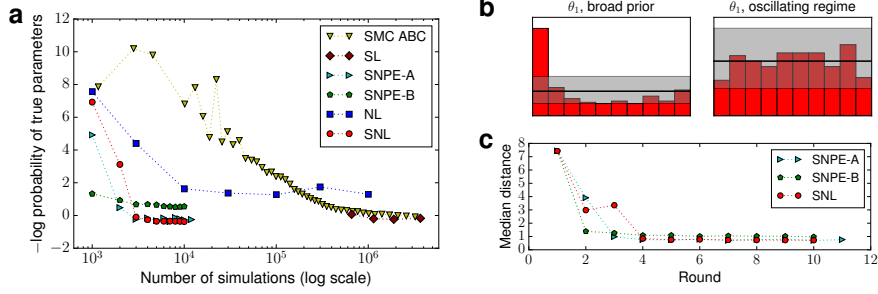 a
−log probability of true parameters
12
10
8
6
4
2
0
−2
10³ 10⁴ 10⁵ 10⁶
Number of simulations (log scale)
SMC ABC
SL
SNPE-A
SNPE-B
NL
SNL
b
θ₁, broad prior
θ₁, oscillating regime
c
Median distance
8
7
6
5
4
3
2
1
0
0 2 4 6 8 10 12 14
Round
SNPE-A
SNPE-B
SNL